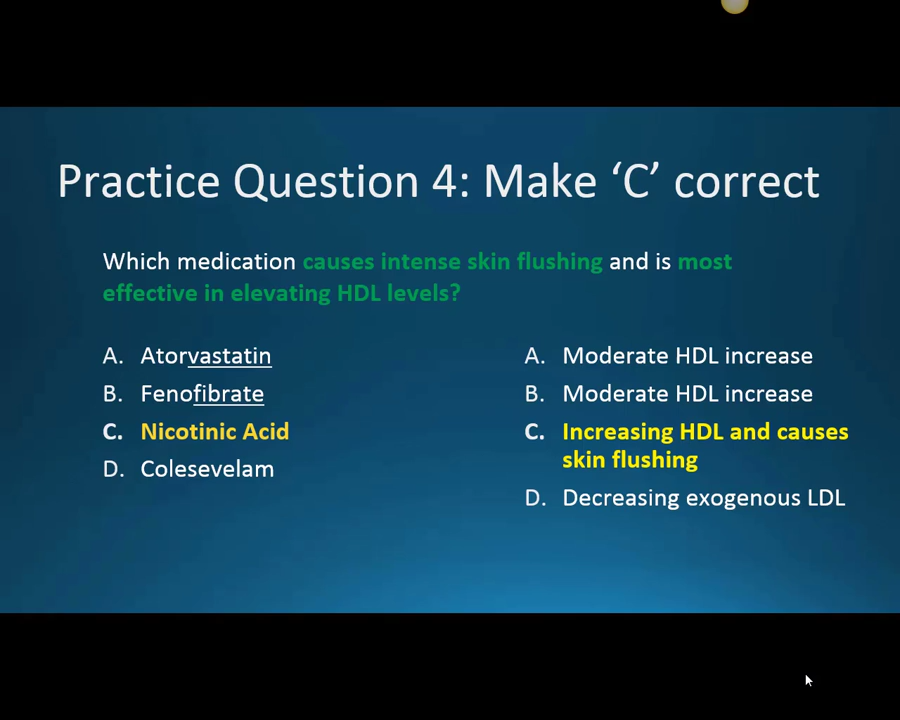 Practice Question 4: Make ‘C’ correct
Which medication causes intense skin flushing and is most
effective in elevating HDL levels?
A. Atorvastatin
B. Fenofibrate
C. Nicotinic Acid
D. Colesevelam
A. Moderate HDL increase
B. Moderate HDL increase
C. Increasing HDL and causes
skin flushing
D. Decreasing exogenous LDL